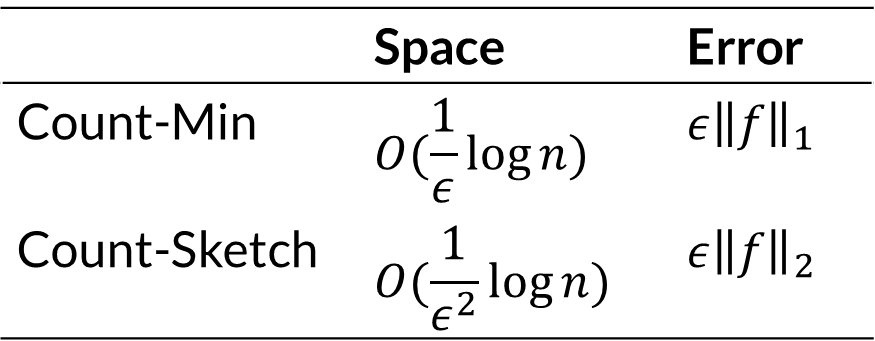 Space Error
Count-Min O(1/ϵ log n) ϵ‖f‖₁
Count-Sketch O(1/ϵ² log n) ϵ‖f‖₂